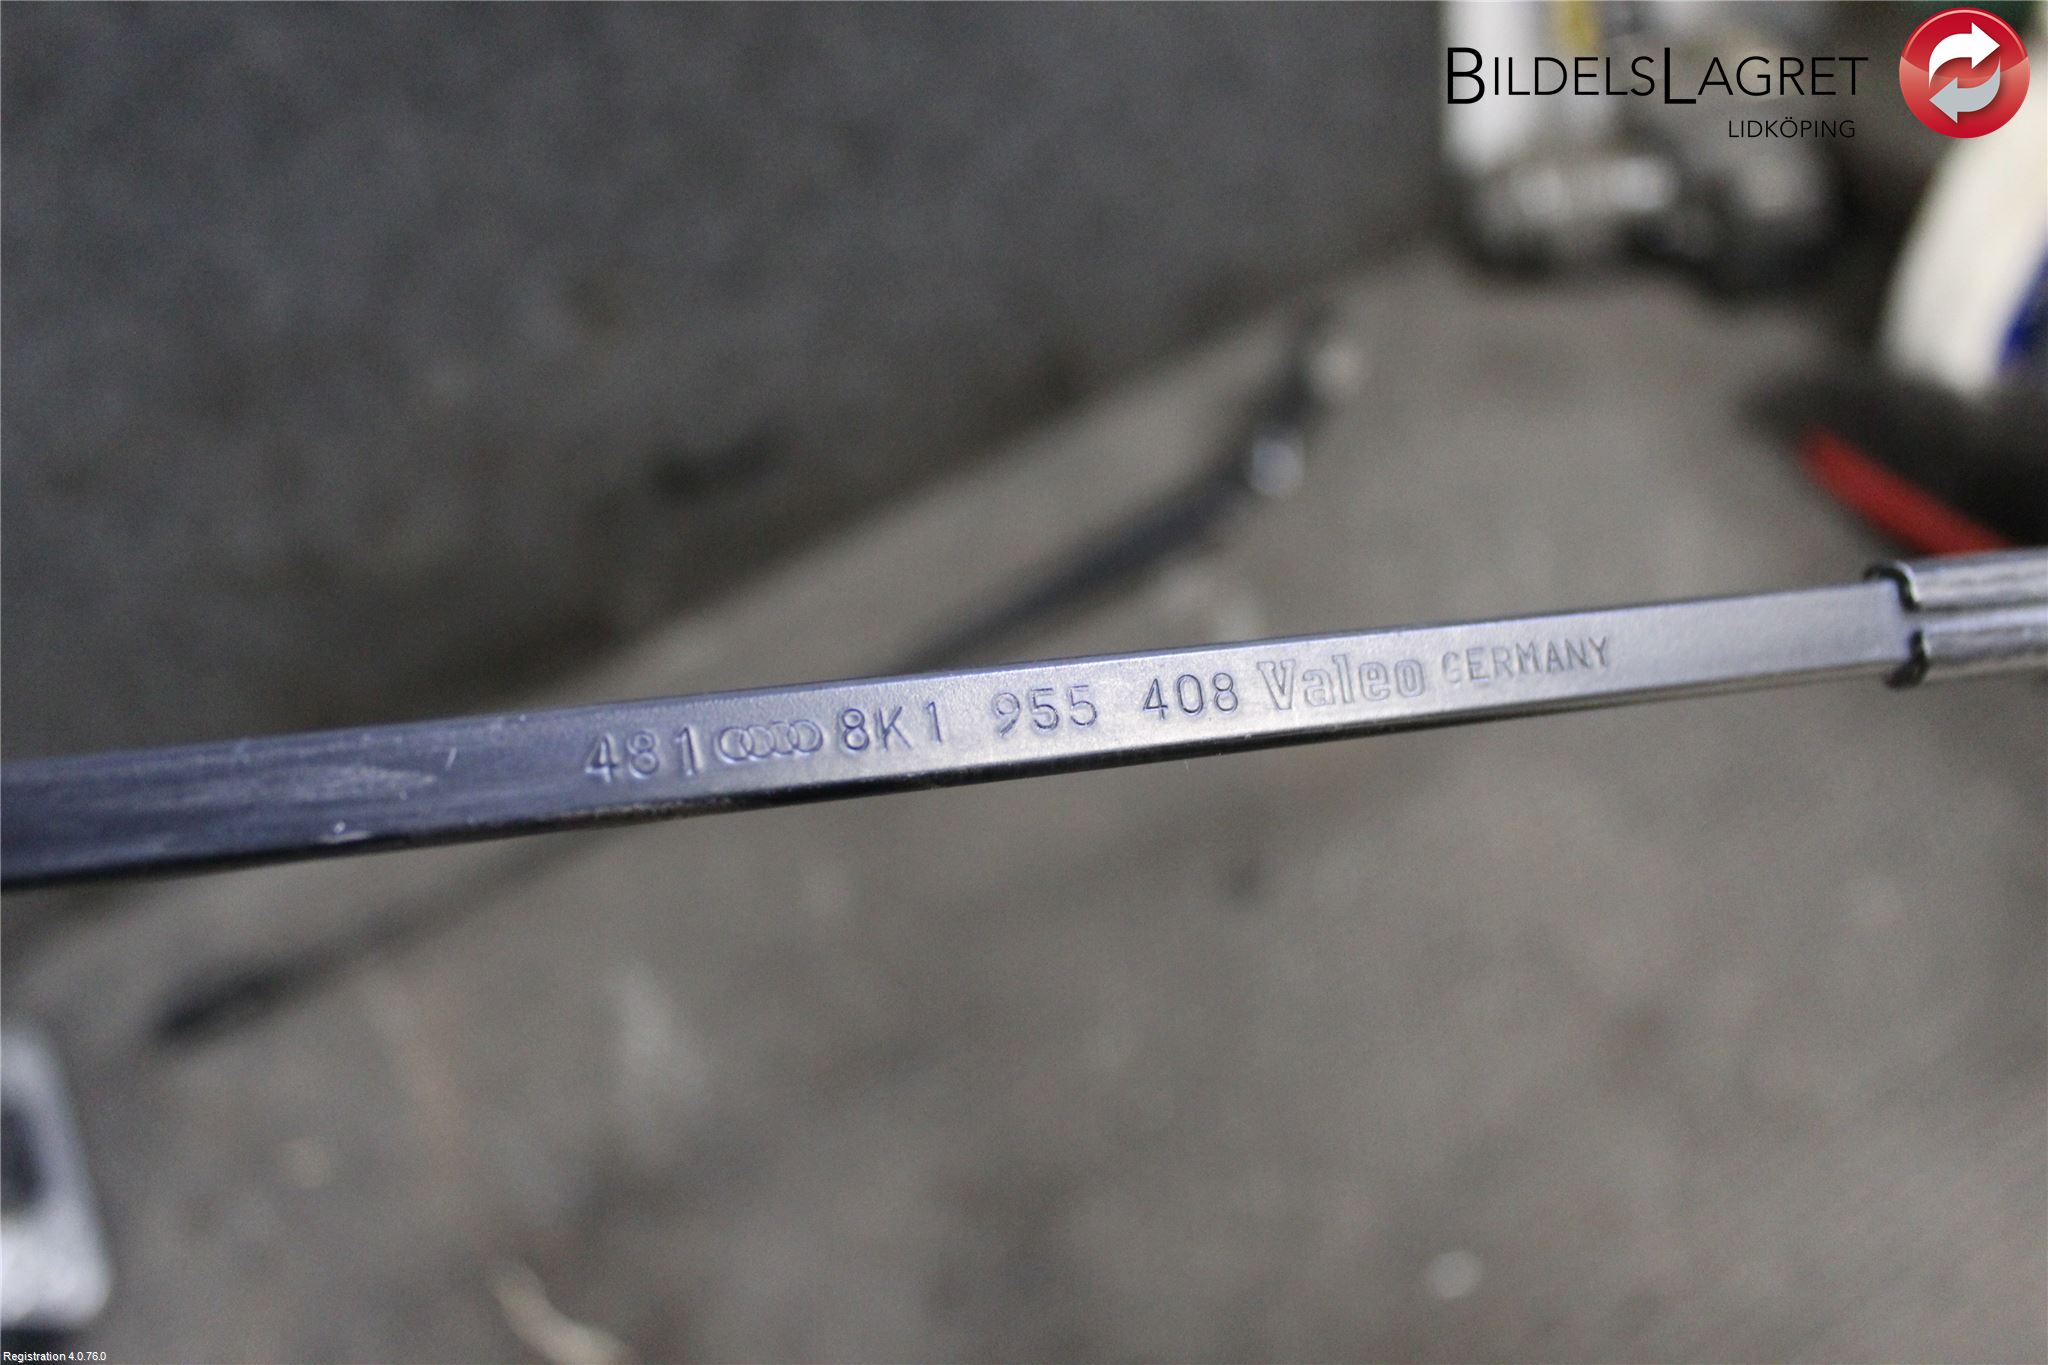 BILDELSLAGRET
LIDKÖPING
481 8K1 955 408 Valeo GERMANY
Registration 4.0.76.0